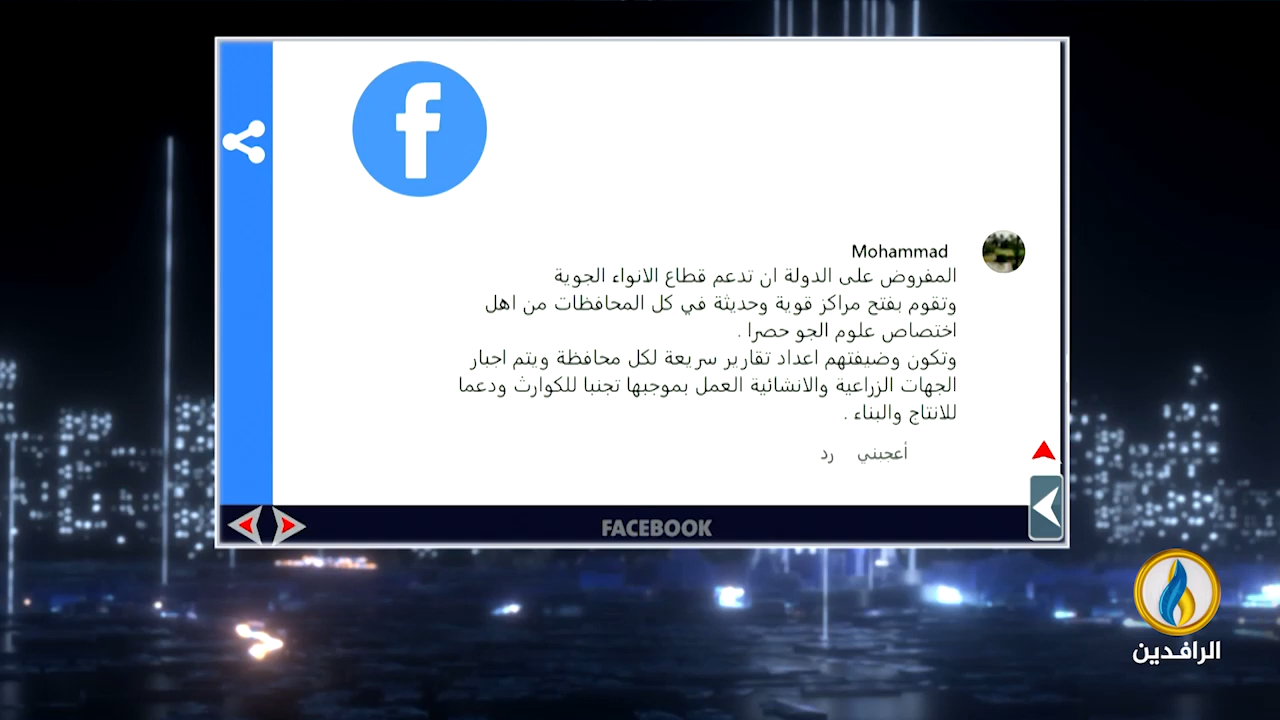 f
Mohammad
المفروض على الدولة ان تدعم قطاع الانواء الجوية
وتقوم بفتح مراكز قوية وحديثة في كل المحافظات من اهل
اختصاص علوم الجو حصرا .
وتكون وضيفتهم اعداد تقارير سريعة لكل محافظة ويتم اجبار
الجهات الزراعية والانشائية العمل بموجبها تجنبا للكوارث ودعما
للانتاج والبناء .
أعجبني رد
FACEBOOK
الرافدين